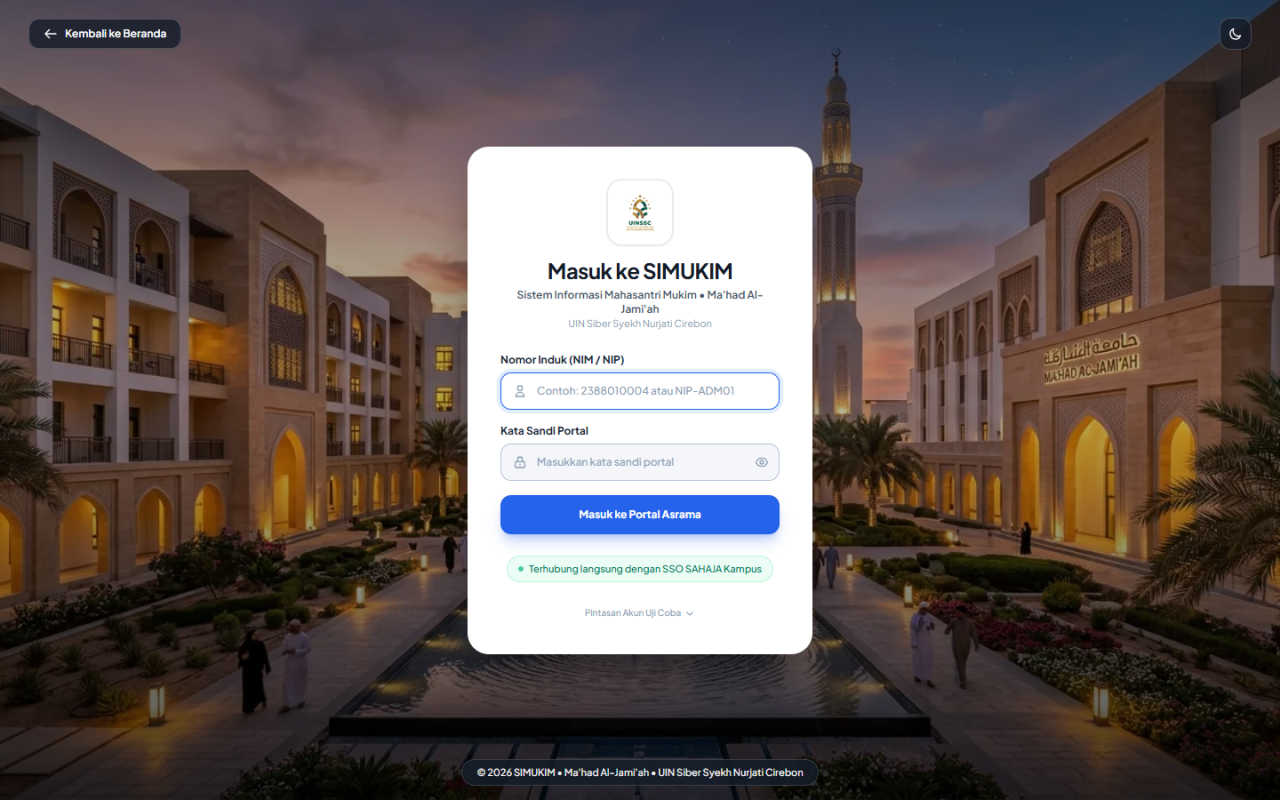 Kembali ke Beranda
UINSSC
Masuk ke SIMUKIM
Sistem Informasi Mahasantri Mukim • Ma'had Al-
Jami'ah
UIN Siber Syekh Nurjati Cirebon
Nomor Induk (NIM / NIP)
Contoh: 2388010004 atau NIP-ADM01
Kata Sandi Portal
Masukkan kata sandi portal
Masuk ke Portal Asrama
Terhubung langsung dengan SSO SAHAJA Kampus
Pintasan Akun Uji Coba
MA'HAD AC-JAMI'AH
© 2026 SIMUKIM • Ma'had Al-Jami'ah • UIN Siber Syekh Nurjati Cirebon